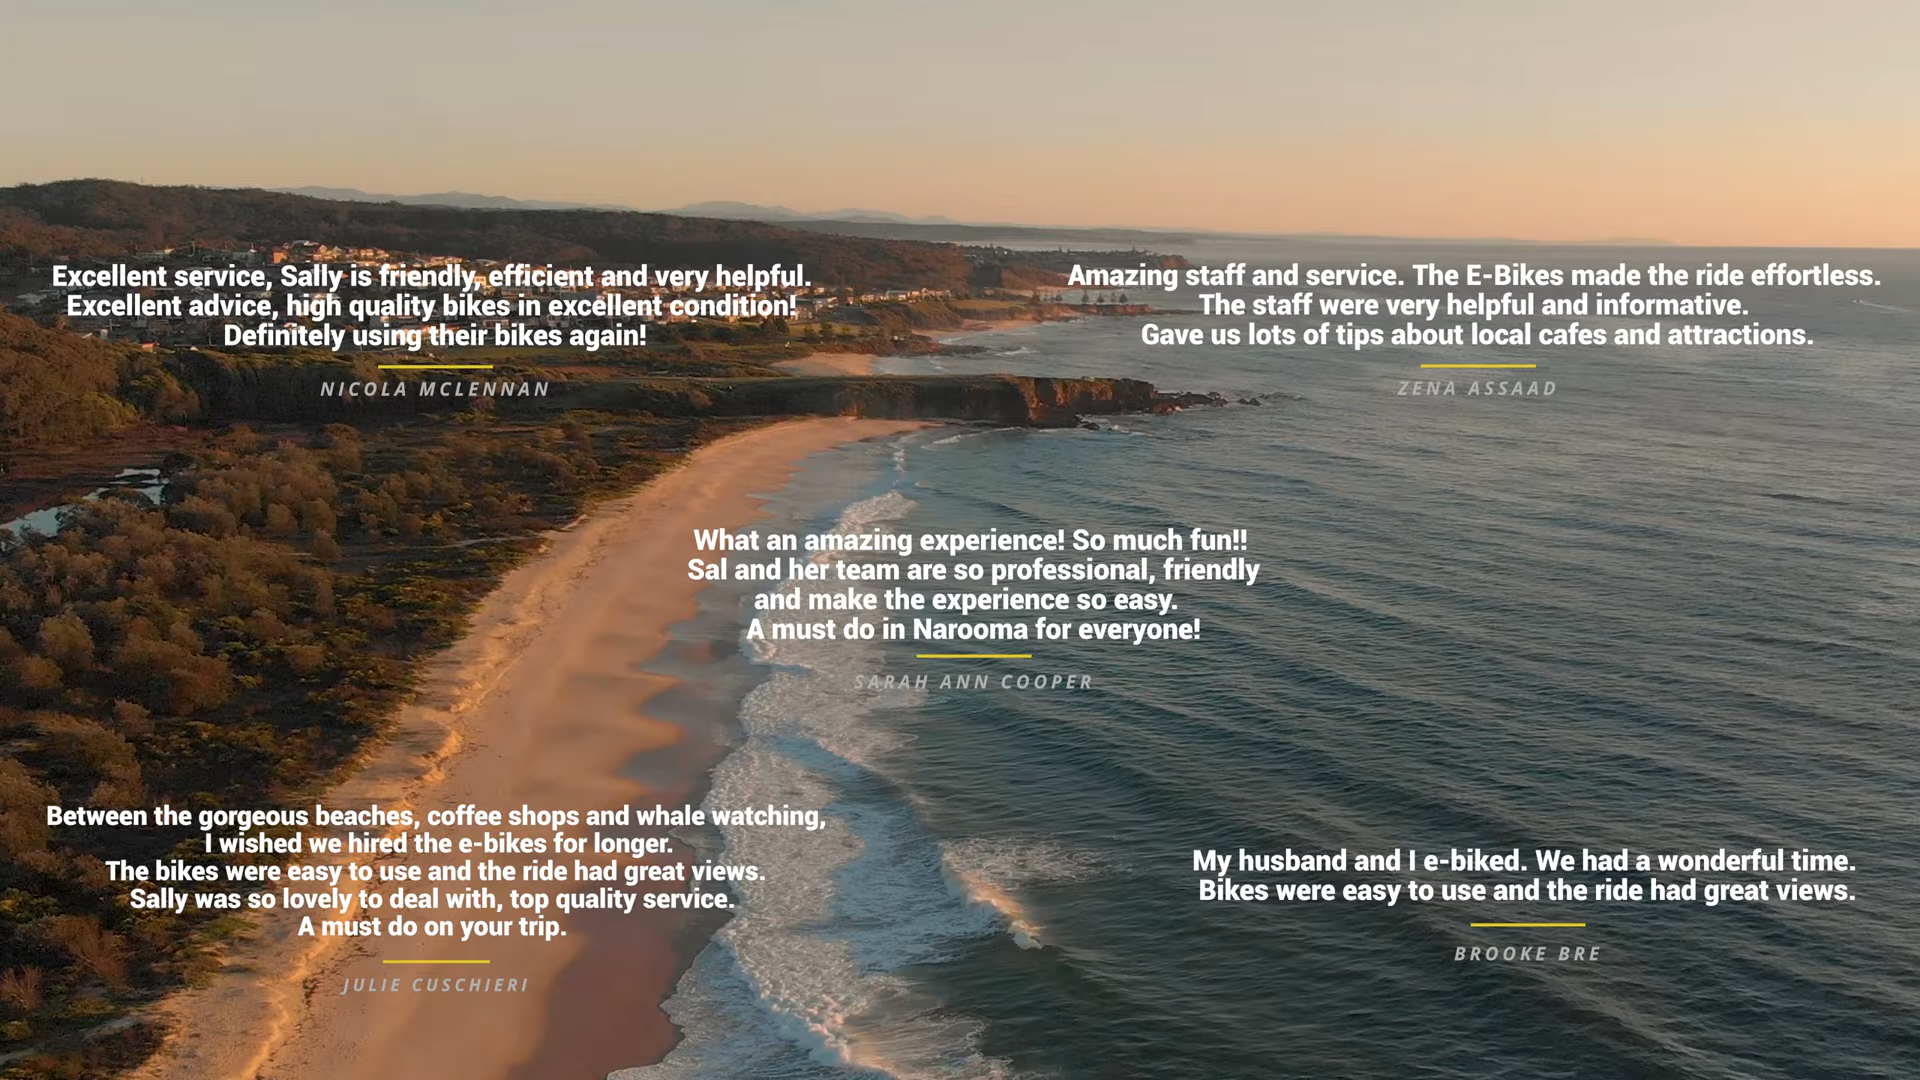 Excellent service, Sally is friendly, efficient and very helpful.
Excellent advice, high quality bikes in excellent condition!
Definitely using their bikes again!
NICOLA MCLENNAN
Amazing staff and service. The E-Bikes made the ride effortless.
The staff were very helpful and informative.
Gave us lots of tips about local cafes and attractions.
ZENA ASSAAD
What an amazing experience! So much fun!!
Sal and her team are so professional, friendly
and make the experience so easy.
A must do in Narooma for everyone!
SARAH ANN COOPER
Between the gorgeous beaches, coffee shops and whale watching,
I wished we hired the e-bikes for longer.
The bikes were easy to use and the ride had great views.
Sally was so lovely to deal with, top quality service.
A must do on your trip.
JULIE CUSCHIERI
My husband and I e-biked. We had a wonderful time.
Bikes were easy to use and the ride had great views.
BROOKE BRE